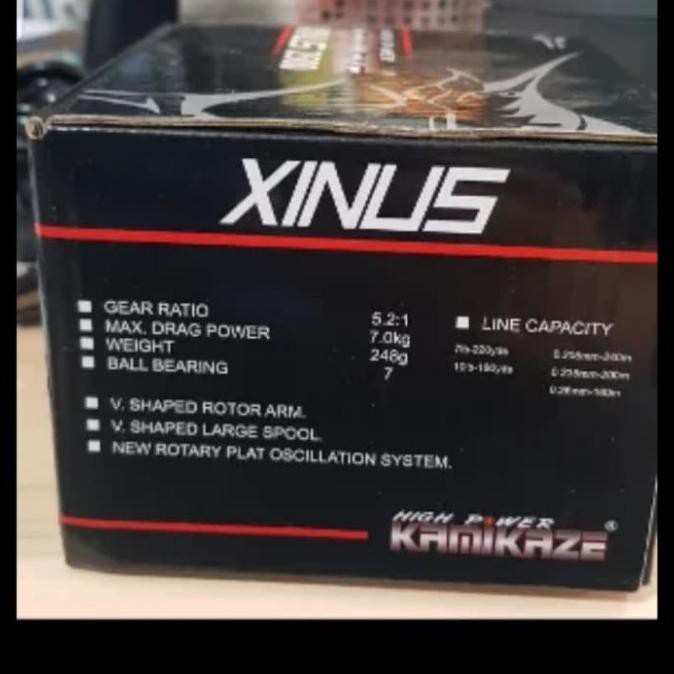 XINUS
GEAR RATIO 5.2:1
MAX. DRAG POWER 7.0kg
WEIGHT 248g
BALL BEARING 7
LINE CAPACITY
V. SHAPED ROTOR ARM.
V. SHAPED LARGE SPOOL
NEW ROTARY PLAT OSCILLATION SYSTEM.
HIGH POWER
KAMIKAZE®